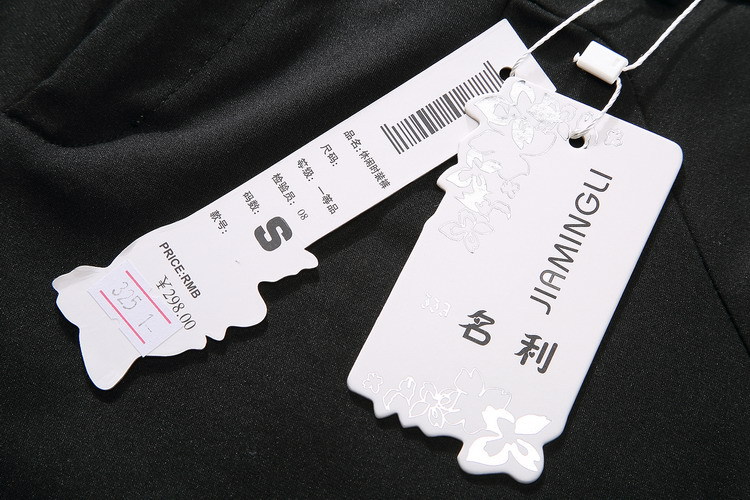 品名:休闲时装裤
尺码:
等级:一等品
检验员:08
码数:S
款号:
PRICE:RMB
¥298.00
325 1-
JIAMINGLI
名利